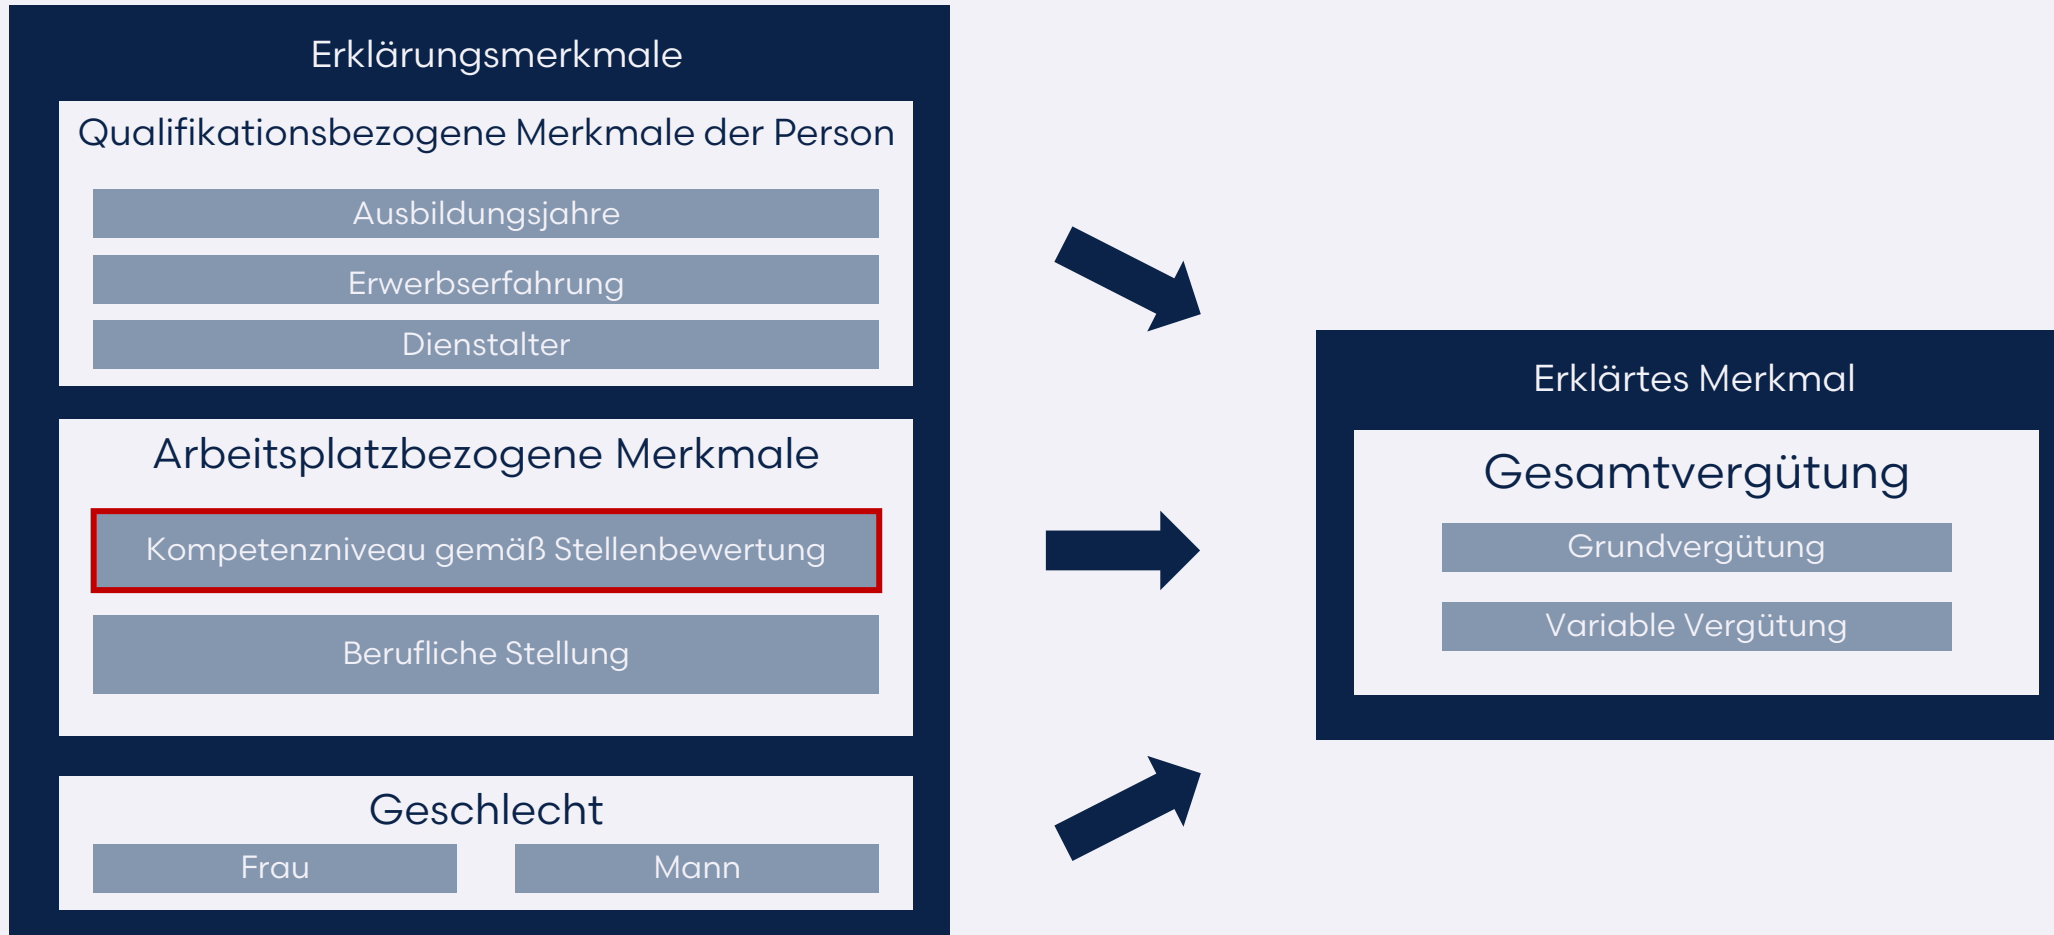 Erklärungsmerkmale
Qualifikationsbezogene Merkmale der Person
Ausbildungsjahre
Erwerbserfahrung
Dienstalter
Arbeitsplatzbezogene Merkmale
Kompetenzniveau gemäß Stellenbewertung
Berufliche Stellung
Geschlecht
Frau
Mann
Erklärtes Merkmal
Gesamtvergütung
Grundvergütung
Variable Vergütung